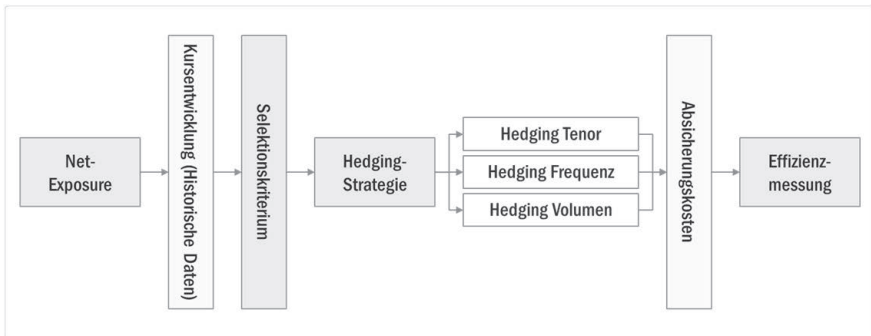 Net-
Exposure
Kursentwicklung (Historische Daten)
Selektionskriterium
Hedging-
Strategie
Hedging Tenor
Hedging Frequenz
Hedging Volumen
Absicherungskosten
Effizienz-
messung